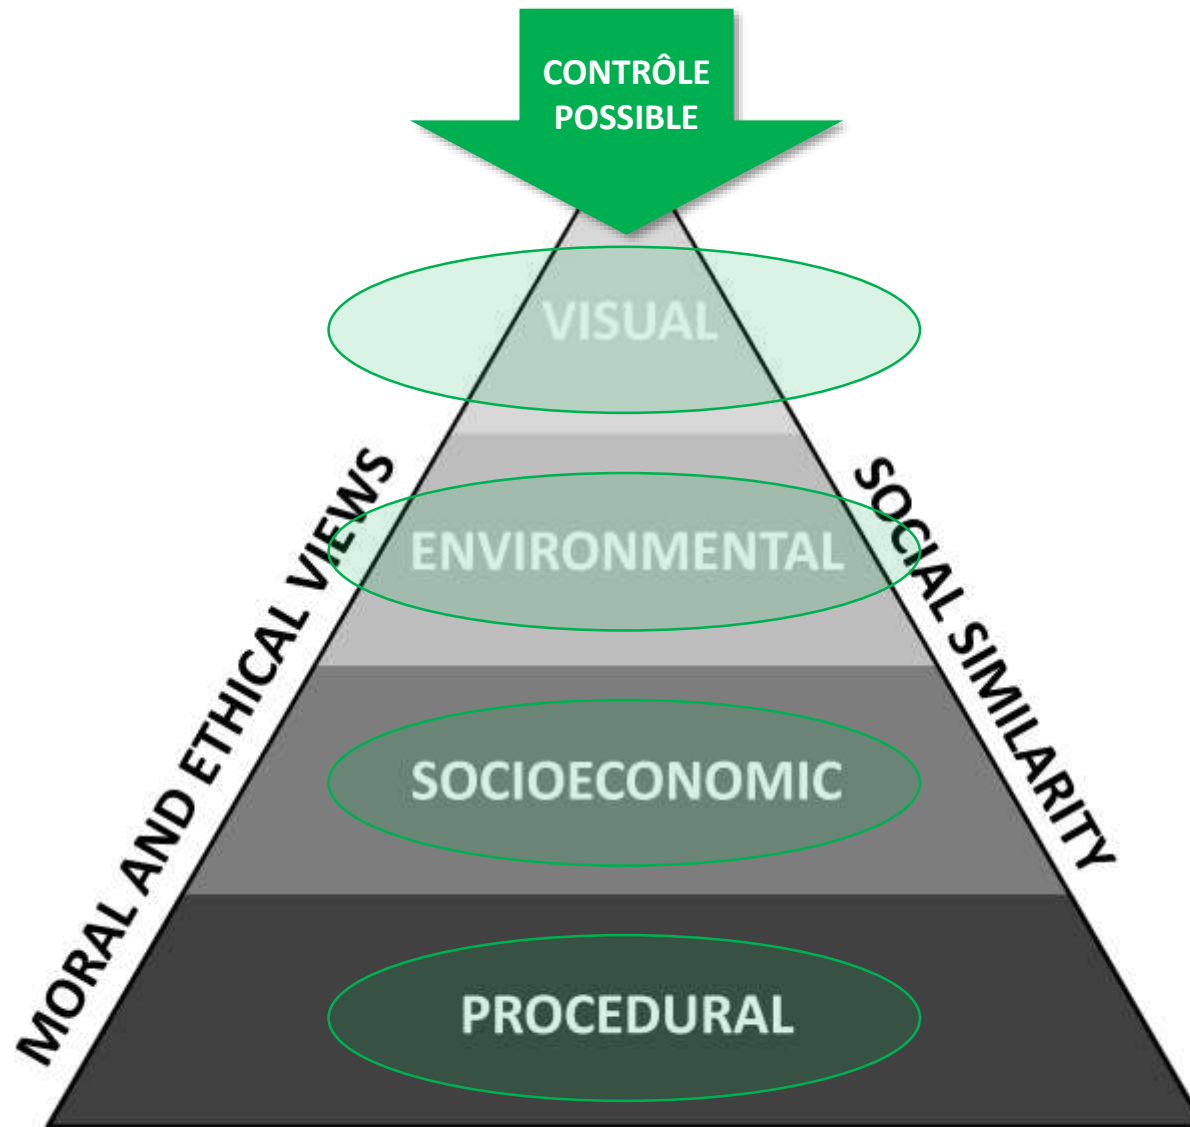 CONTRÔLE
POSSIBLE
VISUAL
ENVIRONMENTAL
SOCIOECONOMIC
PROCEDURAL
MORAL AND ETHICAL VIEWS
SOCIAL SIMILARITY